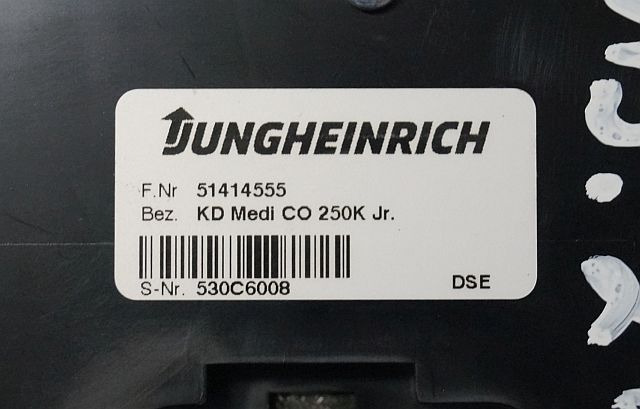 JUNGHEINRICH
F.Nr 51414555
Bez. KD Medi CO 250K Jr.
S-Nr. 530C6008
DSE